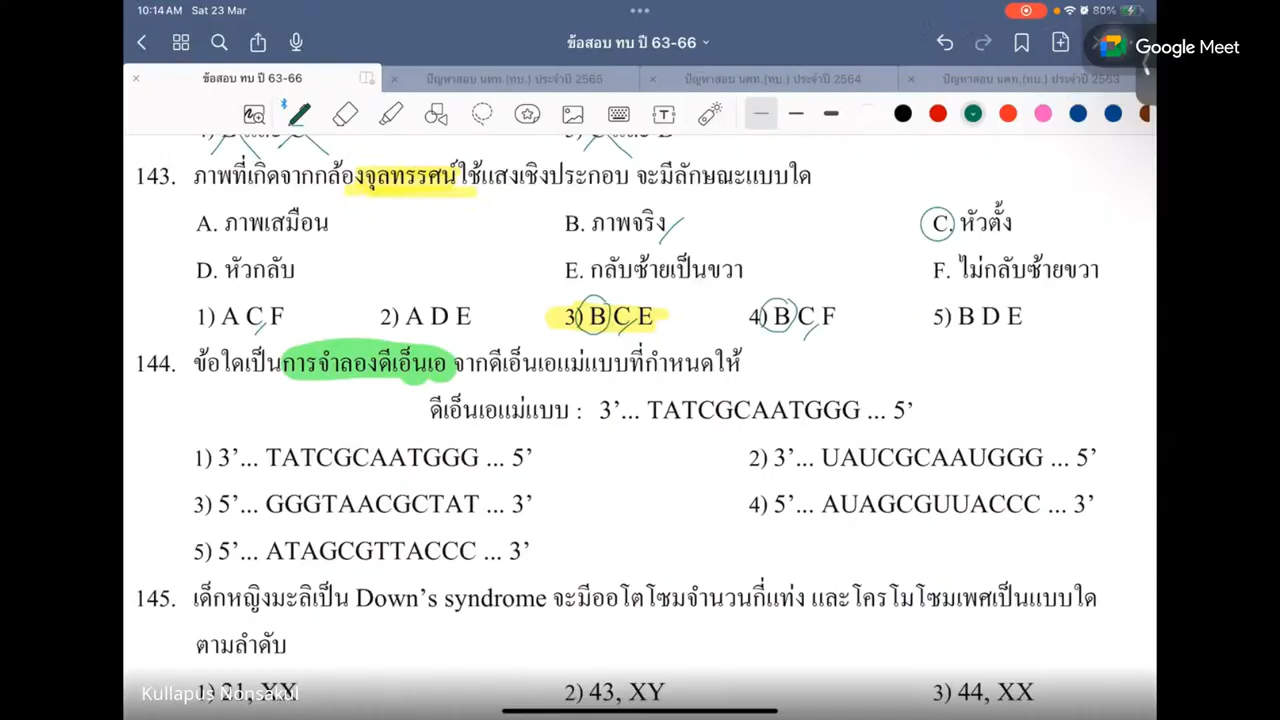 10:14 AM Sat 23 Mar
80%
ข้อสอบ ทบ ปี 63-66
Google Meet
ข้อสอบ ทบ ปี 63-66
ปัญหาสอบ นตท.(ทบ.) ประจำปี 2565
ปัญหาสอบ นตท.(ทบ.) ประจำปี 2564
ปัญหาสอบ นตท.(ทบ.) ประจำปี 2563
143. ภาพที่เกิดจากกล้องจุลทรรศน์ใช้แสงเชิงประกอบ จะมีลักษณะแบบใด
A. ภาพเสมือน B. ภาพจริง C. หัวตั้ง
D. หัวกลับ E. กลับซ้ายเป็นขวา F. ไม่กลับซ้ายขวา
1) A C F 2) A D E 3) B C E 4) B C F 5) B D E
144. ข้อใดเป็นการจำลองดีเอ็นเอ จากดีเอ็นเอแม่แบบที่กำหนดให้
ดีเอ็นเอแม่แบบ : 3’... TATCGCAATGGG ... 5’
1) 3’... TATCGCAATGGG ... 5’ 2) 3’... UAUCGCAAUGGG ... 5’
3) 5’... GGGTAACGCTAT ... 3’ 4) 5’... AUAGCGUUACCC ... 3’
5) 5’... ATAGCGTTACCC ... 3’
145. เด็กหญิงมะลิเป็น Down’s syndrome จะมีออโตโซมจำนวนกี่แท่ง และโครโมโซมเพศเป็นแบบใด
ตามลำดับ
1) 21, XX 2) 43, XY 3) 44, XX
Kullapus Nonsakul